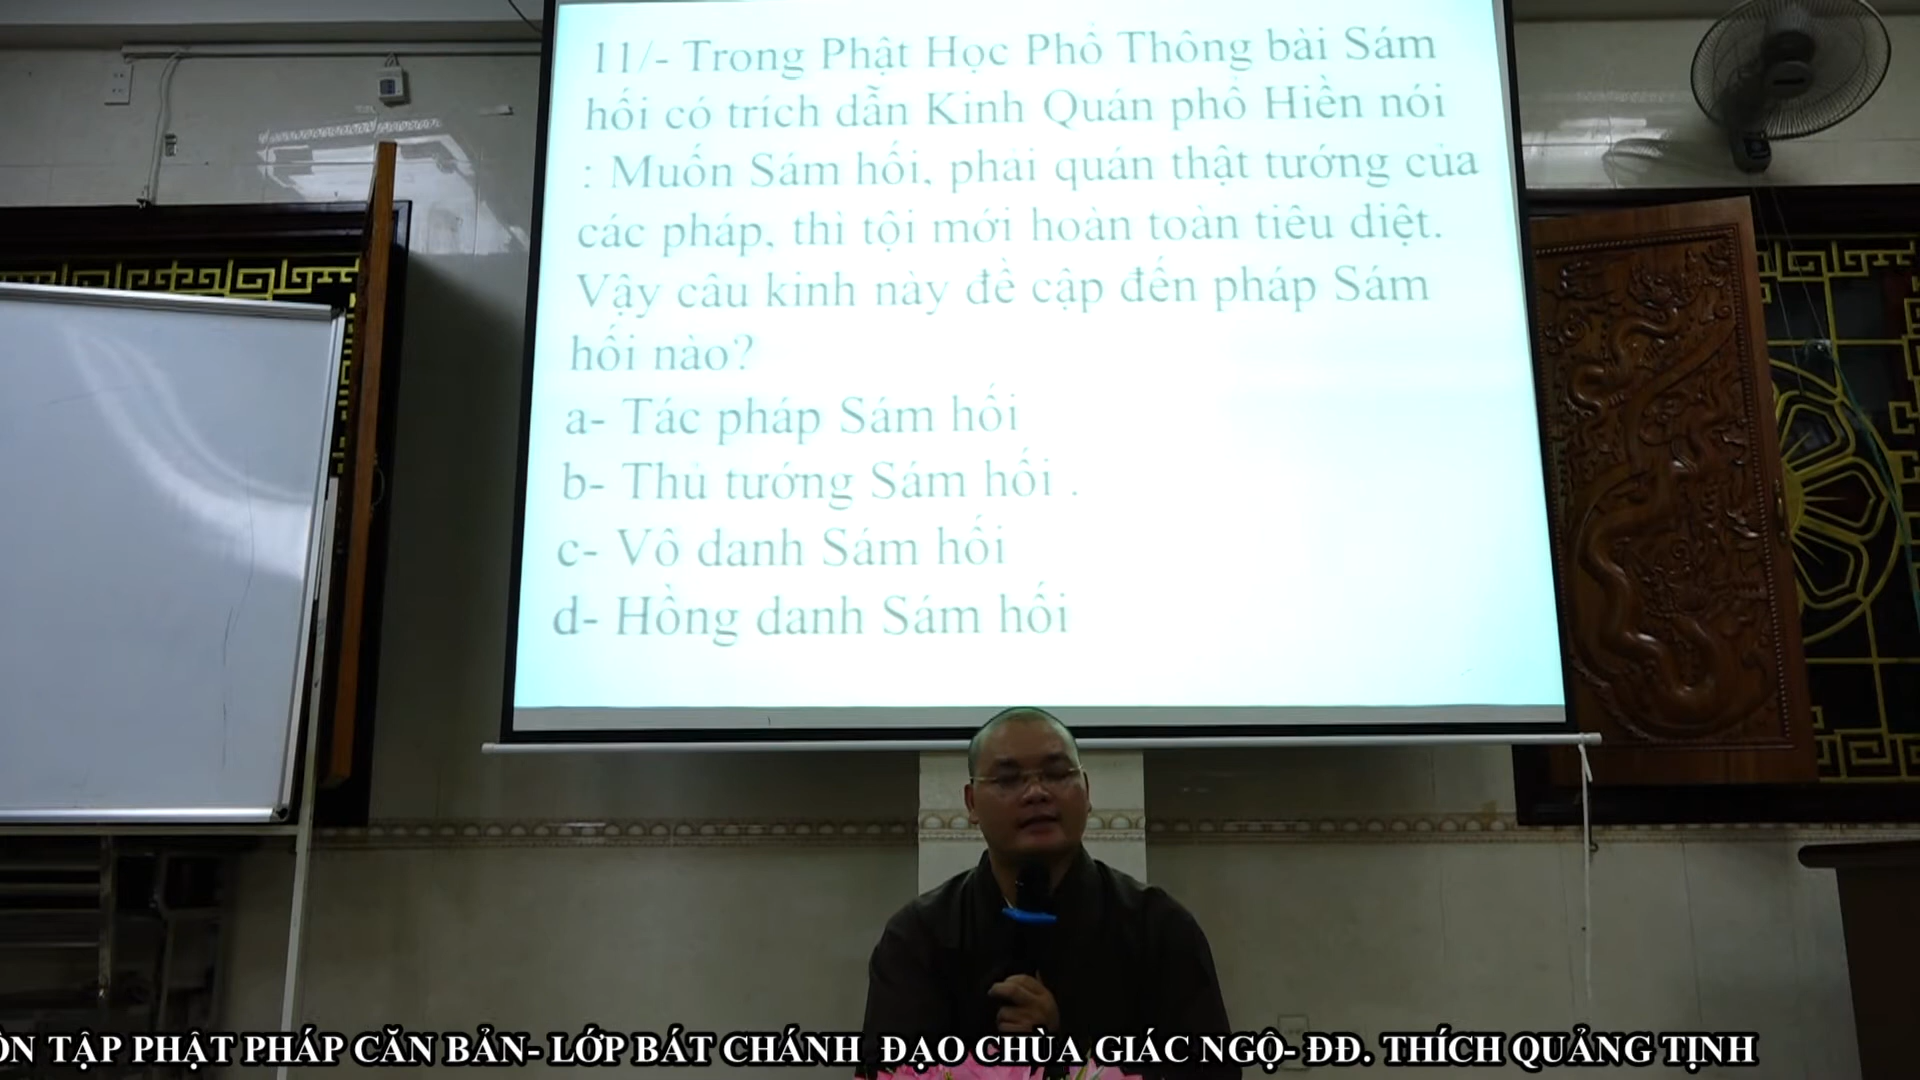 11/- Trong Phật Học Phổ Thông bài Sám
hối có trích dẫn Kinh Quán phổ Hiền nói
: Muốn Sám hối, phải quán thật tướng của
các pháp, thì tội mới hoàn toàn tiêu diệt.
Vậy câu kinh này đề cập đến pháp Sám
hối nào?
a- Tác pháp Sám hối
b- Thủ tướng Sám hối .
c- Vô danh Sám hối
d- Hồng danh Sám hối
ÔN TẬP PHẬT PHÁP CĂN BẢN- LỚP BÁT CHÁNH ĐẠO CHÙA GIÁC NGỘ- ĐĐ. THÍCH QUẢNG TỊNH